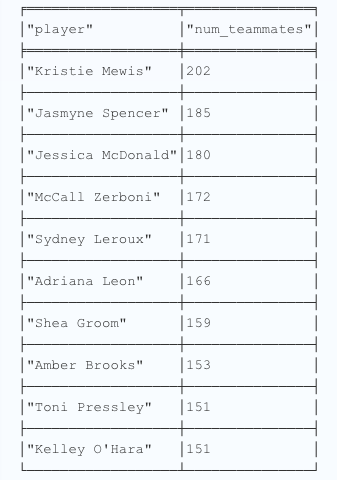 "player" "num_teammates"
"Kristie Mewis" 202
"Jasmyne Spencer" 185
"Jessica McDonald" 180
"McCall Zerboni" 172
"Sydney Leroux" 171
"Adriana Leon" 166
"Shea Groom" 159
"Amber Brooks" 153
"Toni Pressley" 151
"Kelley O'Hara" 151